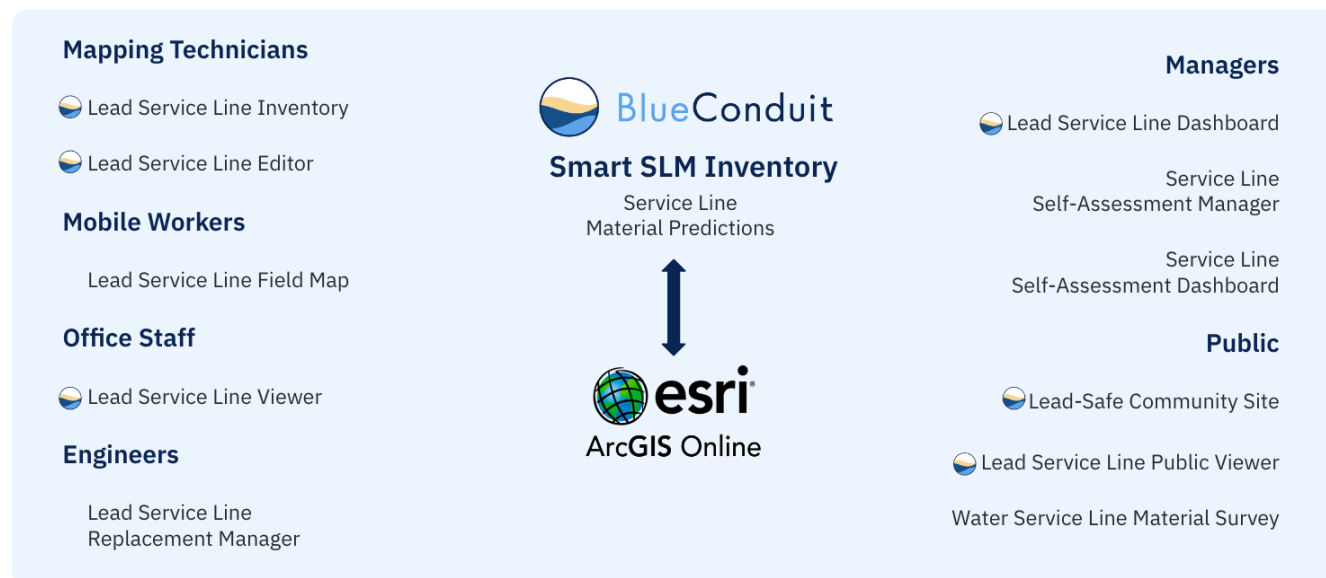 Mapping Technicians
Lead Service Line Inventory
Lead Service Line Editor
Mobile Workers
Lead Service Line Field Map
Office Staff
Lead Service Line Viewer
Engineers
Lead Service Line
Replacement Manager
BlueConduit
Smart SLM Inventory
Service Line
Material Predictions
esri®
ArcGIS Online
Managers
Lead Service Line Dashboard
Service Line
Self-Assessment Manager
Service Line
Self-Assessment Dashboard
Public
Lead-Safe Community Site
Lead Service Line Public Viewer
Water Service Line Material Survey